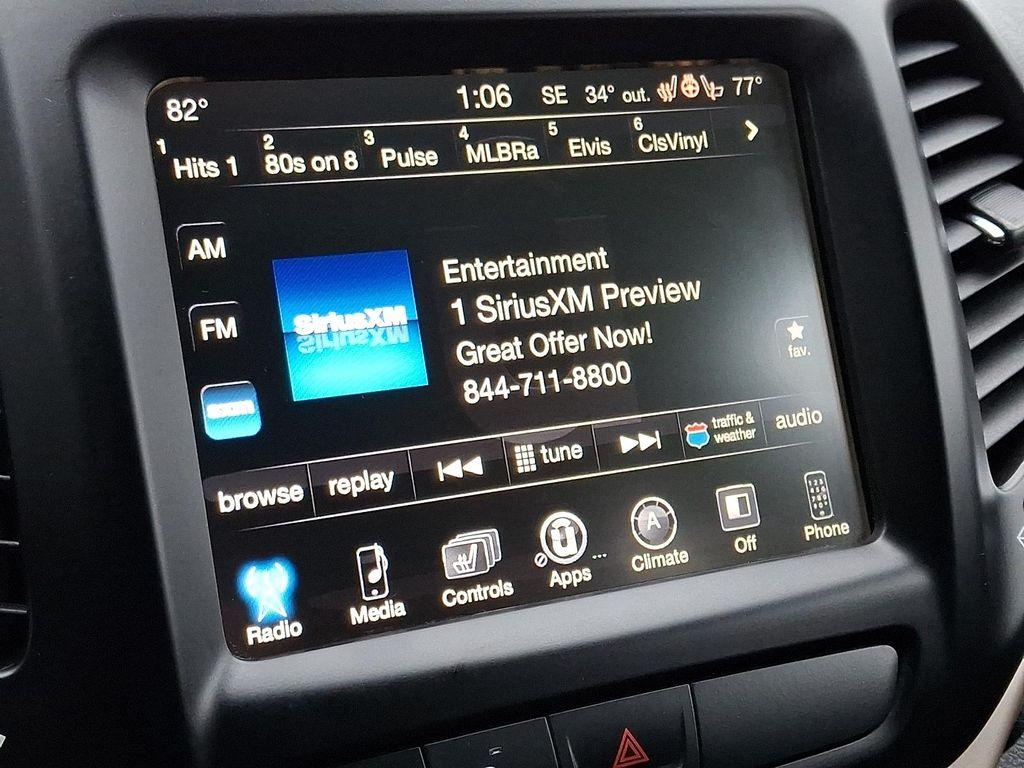 82° 1:06 SE 34° out. 77°
1 Hits 1 2 80s on 8 3 Pulse 4 MLBRa 5 Elvis 6 ClsVinyl
AM
FM
SiriusXM
Entertainment
1 SiriusXM Preview
Great Offer Now!
844-711-8800
fav.
browse replay tune traffic & weather audio
Radio Media Controls Apps ... Climate Off Phone
A